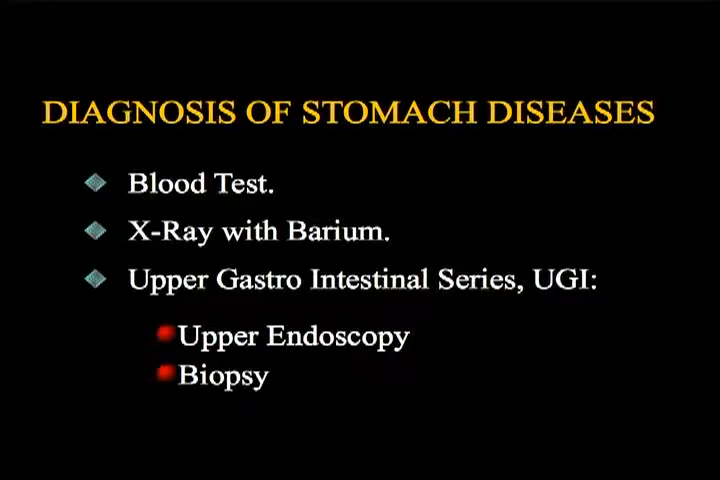 DIAGNOSIS OF STOMACH DISEASES
Blood Test.
X-Ray with Barium.
Upper Gastro Intestinal Series, UGI:
Upper Endoscopy
Biopsy